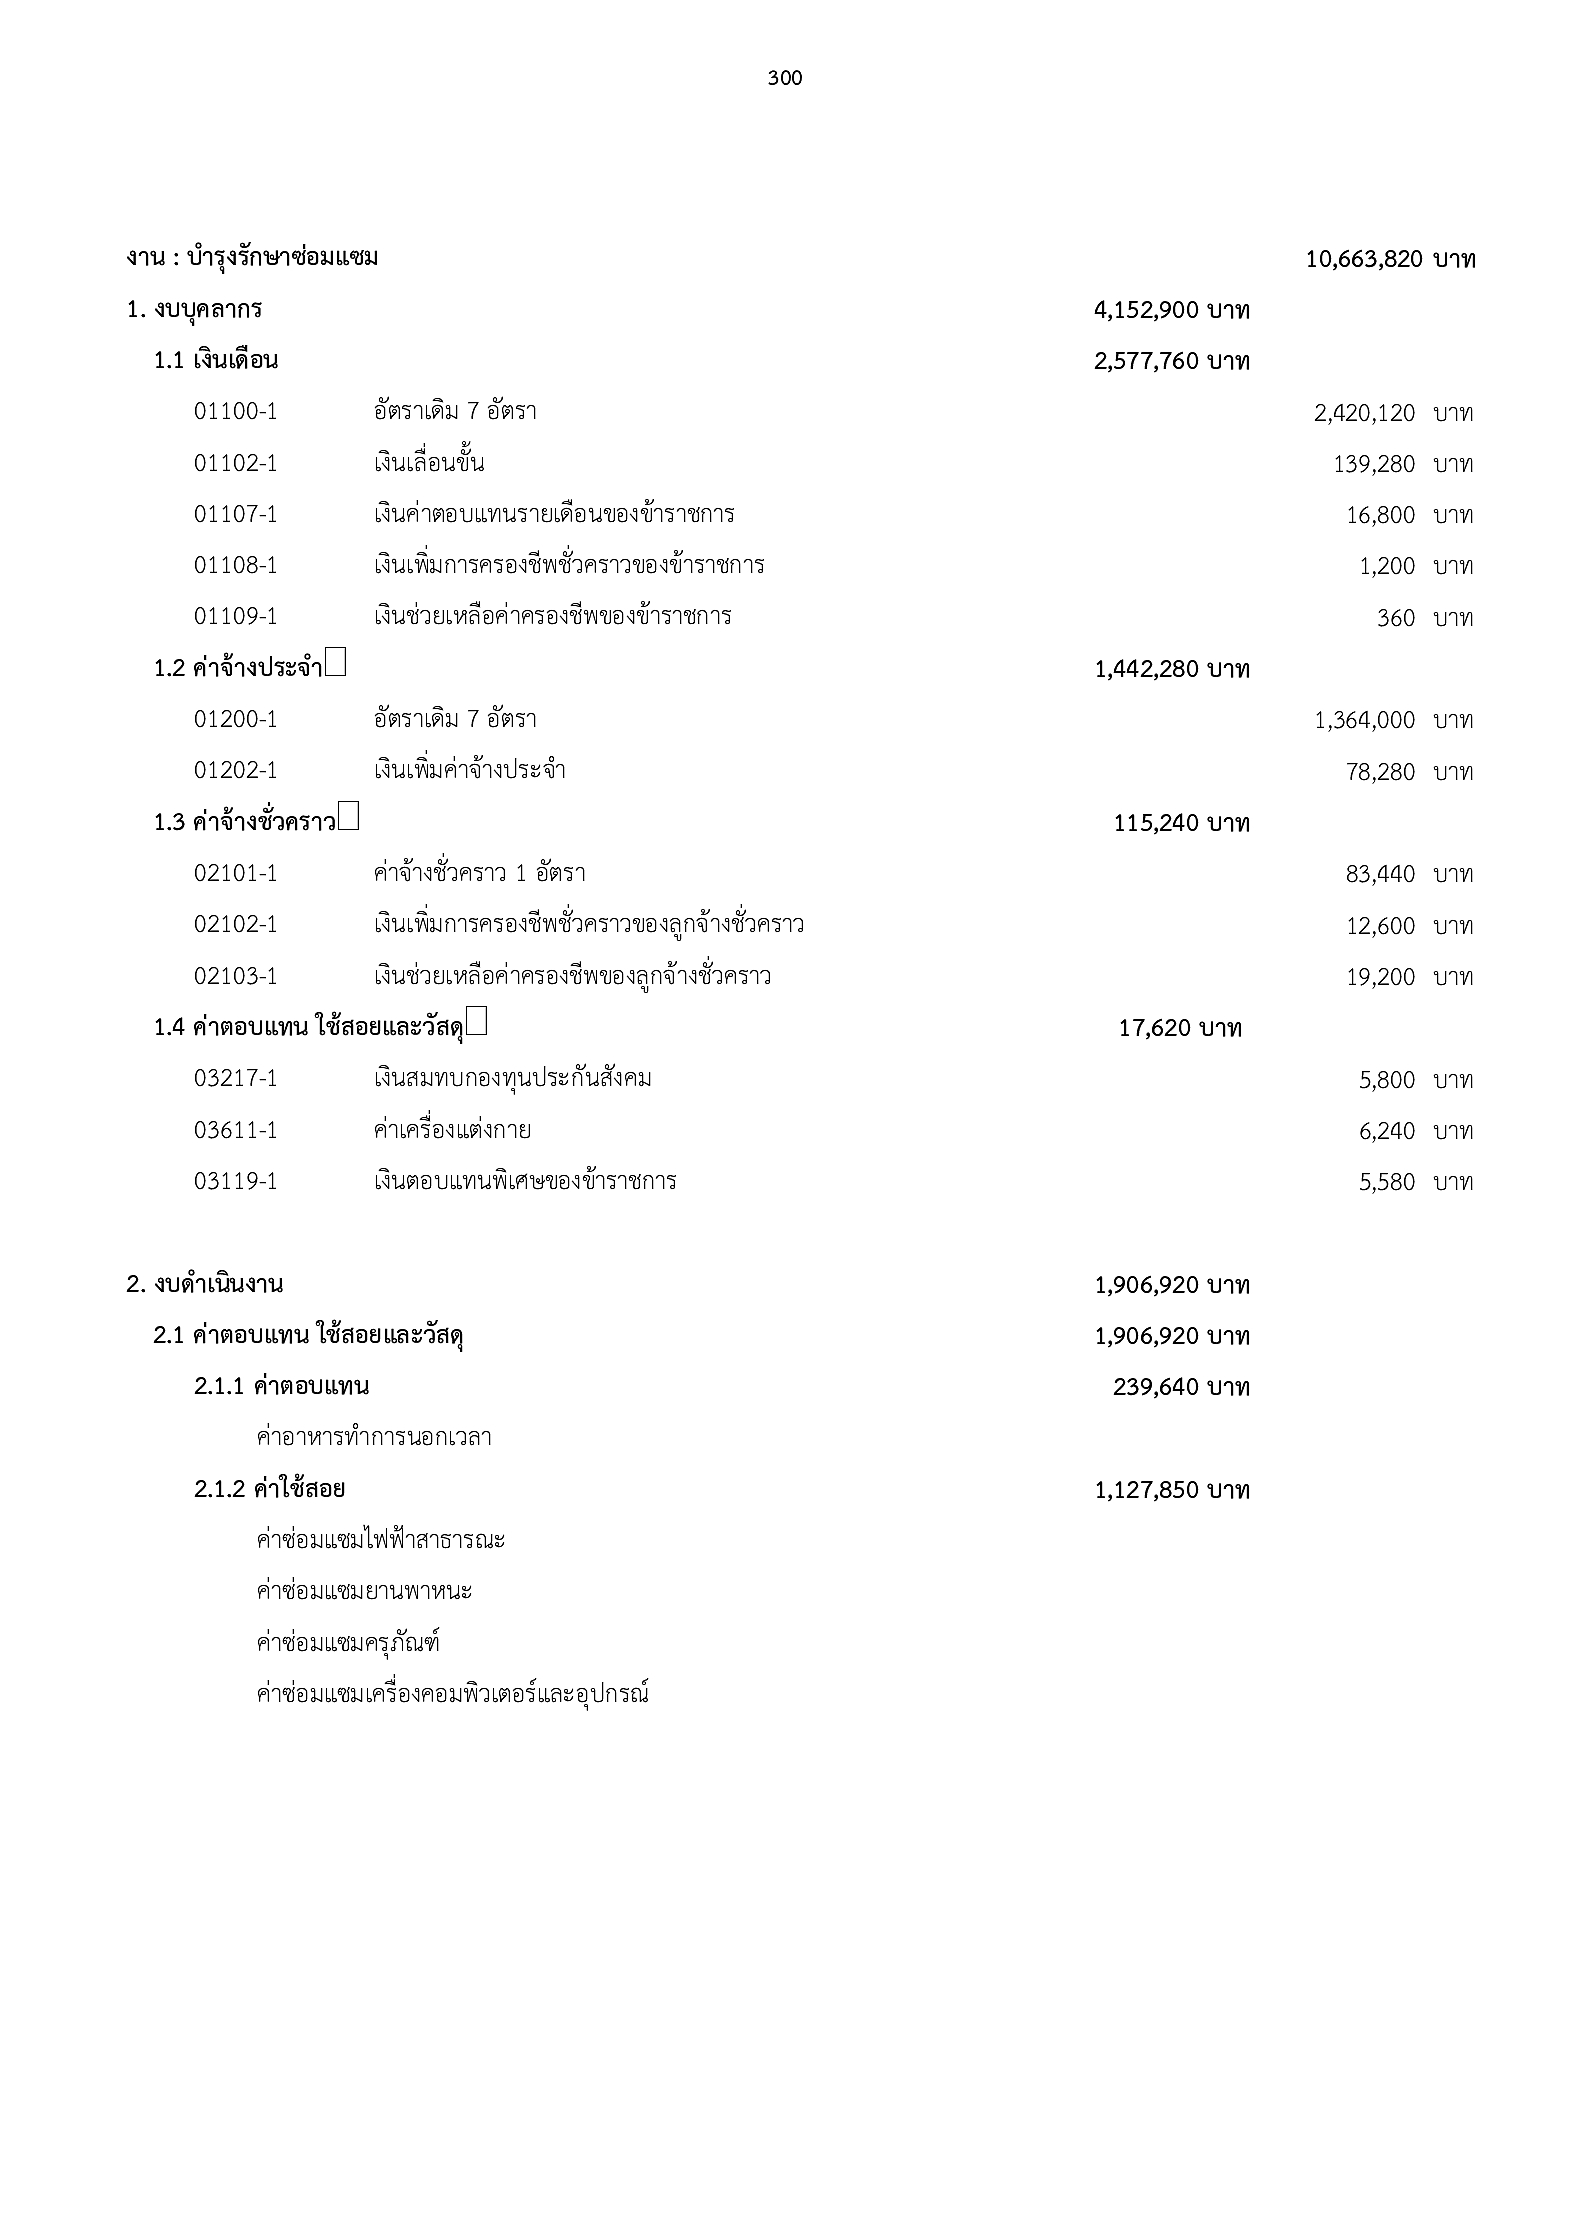 300
งาน : บำรุงรักษาซ่อมแซม 10,663,820 บาท
1. งบบุคลากร 4,152,900 บาท
1.1 เงินเดือน 2,577,760 บาท
01100-1 อัตราเดิม 7 อัตรา 2,420,120 บาท
01102-1 เงินเลื่อนขั้น 139,280 บาท
01107-1 เงินค่าตอบแทนรายเดือนของข้าราชการ 16,800 บาท
01108-1 เงินเพิ่มการครองชีพชั่วคราวของข้าราชการ 1,200 บาท
01109-1 เงินช่วยเหลือค่าครองชีพของข้าราชการ 360 บาท
1.2 ค่าจ้างประจำ 1,442,280 บาท
01200-1 อัตราเดิม 7 อัตรา 1,364,000 บาท
01202-1 เงินเพิ่มค่าจ้างประจำ 78,280 บาท
1.3 ค่าจ้างชั่วคราว 115,240 บาท
02101-1 ค่าจ้างชั่วคราว 1 อัตรา 83,440 บาท
02102-1 เงินเพิ่มการครองชีพชั่วคราวของลูกจ้างชั่วคราว 12,600 บาท
02103-1 เงินช่วยเหลือค่าครองชีพของลูกจ้างชั่วคราว 19,200 บาท
1.4 ค่าตอบแทน ใช้สอยและวัสดุ 17,620 บาท
03217-1 เงินสมทบกองทุนประกันสังคม 5,800 บาท
03611-1 ค่าเครื่องแต่งกาย 6,240 บาท
03119-1 เงินตอบแทนพิเศษของข้าราชการ 5,580 บาท
2. งบดำเนินงาน 1,906,920 บาท
2.1 ค่าตอบแทน ใช้สอยและวัสดุ 1,906,920 บาท
2.1.1 ค่าตอบแทน 239,640 บาท
ค่าอาหารทำการนอกเวลา
2.1.2 ค่าใช้สอย 1,127,850 บาท
ค่าซ่อมแซมไฟฟ้าสาธารณะ
ค่าซ่อมแซมยานพาหนะ
ค่าซ่อมแซมครุภัณฑ์
ค่าซ่อมแซมเครื่องคอมพิวเตอร์และอุปกรณ์